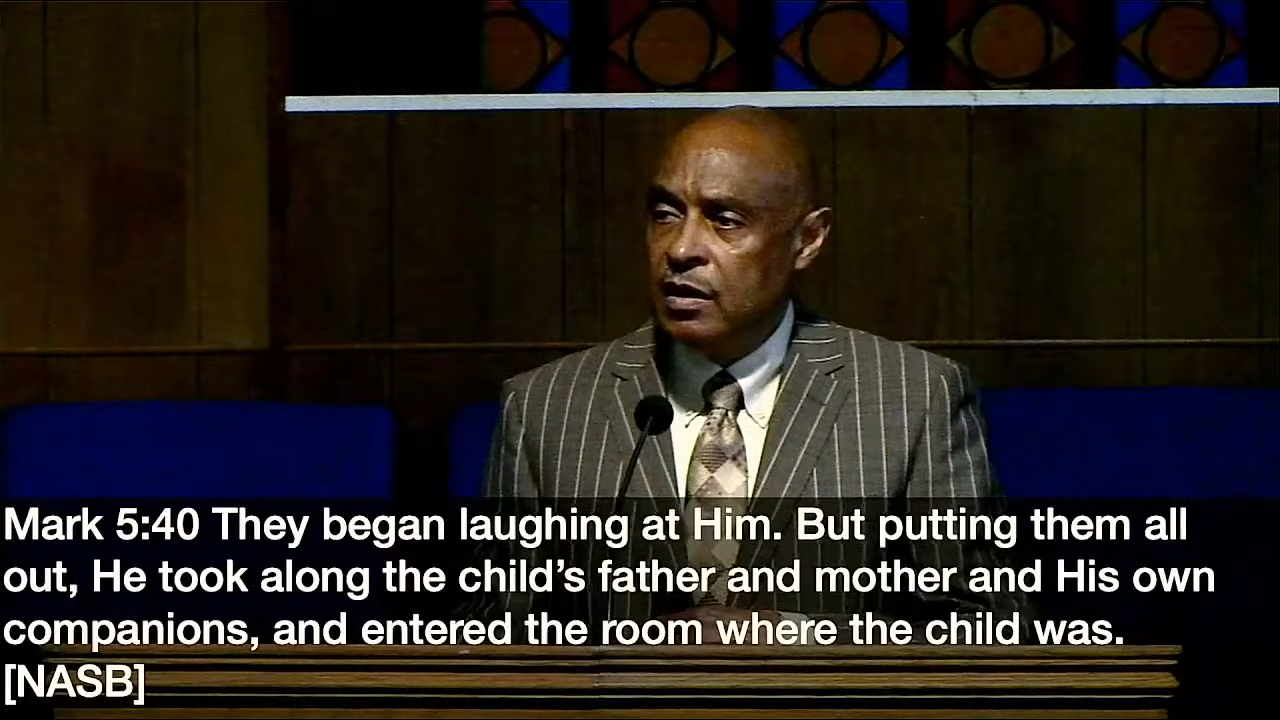 Mark 5:40 They began laughing at Him. But putting them all
out, He took along the child’s father and mother and His own
companions, and entered the room where the child was.
[NASB]